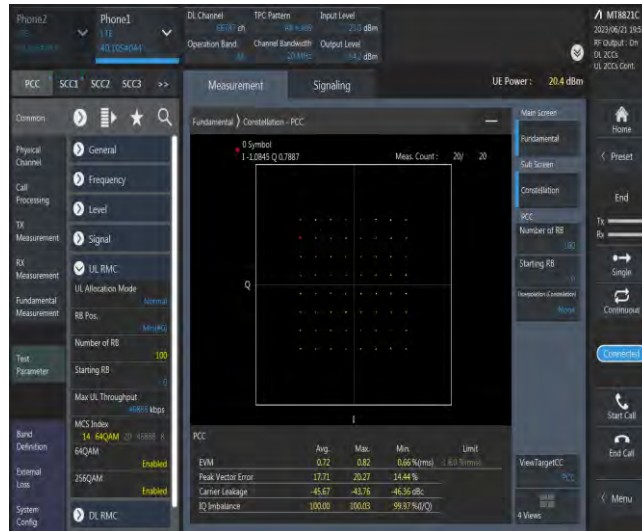 Phone2
Phone1
LTE
DL Channel
TPC Pattern
Input Level
dBm
Operation Band
Channel Bandwidth
Output Level
dBm
MT8821C
RF Output : On
DL 2CCs
UL 2CCs Cont.
PCC
SCC1
SCC2
SCC3
>>
Measurement
Signaling
UE Power : 20.4 dBm
Common
Physical
Channel
Call
Processing
TX
Measurement
RX
Measurement
Fundamental
Measurement
Test
Parameter
Band
Definition
External
Loss
System
Config
General
Frequency
Level
Signal
UL RMC
UL Allocation Mode
Normal
RB Pos.
Number of RB
100
Starting RB
0
Max UL Throughput
kbps
MCS Index
14 64QAM
64QAM
Enabled
256QAM
Enabled
DL RMC
Fundamental
Constellation - PCC
0 Symbol
I -1.0845 Q 0.7887
Meas. Count : 20/ 20
Q
I
PCC
Avg. Max. Min. Limit
EVM 0.72 0.82 0.66 %(rms)
Peak Vector Error 17.71 20.27 14.44 %
Carrier Leakage -45.67 -43.76 -46.36 dBc
IQ Imbalance 100.00 100.03 99.97 %(I/Q)
Main Screen
Fundamental
Sub Screen
Constellation
PCC
Number of RB
Starting RB
None
ViewTargetCC
PCC
4 Views
Home
Preset
End
Tx
Rx
Single
Continuous
Connected
Start Call
End Call
Menu